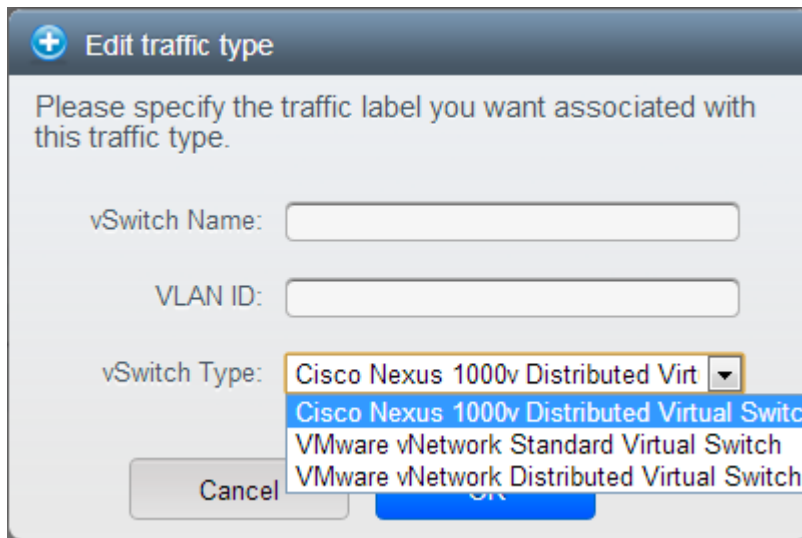 Edit traffic type
Please specify the traffic label you want associated with
this traffic type.
vSwitch Name:
VLAN ID:
vSwitch Type:
Cisco Nexus 1000v Distributed Virt
Cisco Nexus 1000v Distributed Virtual Switc
VMware vNetwork Standard Virtual Switch
VMware vNetwork Distributed Virtual Switch
Cancel
OK